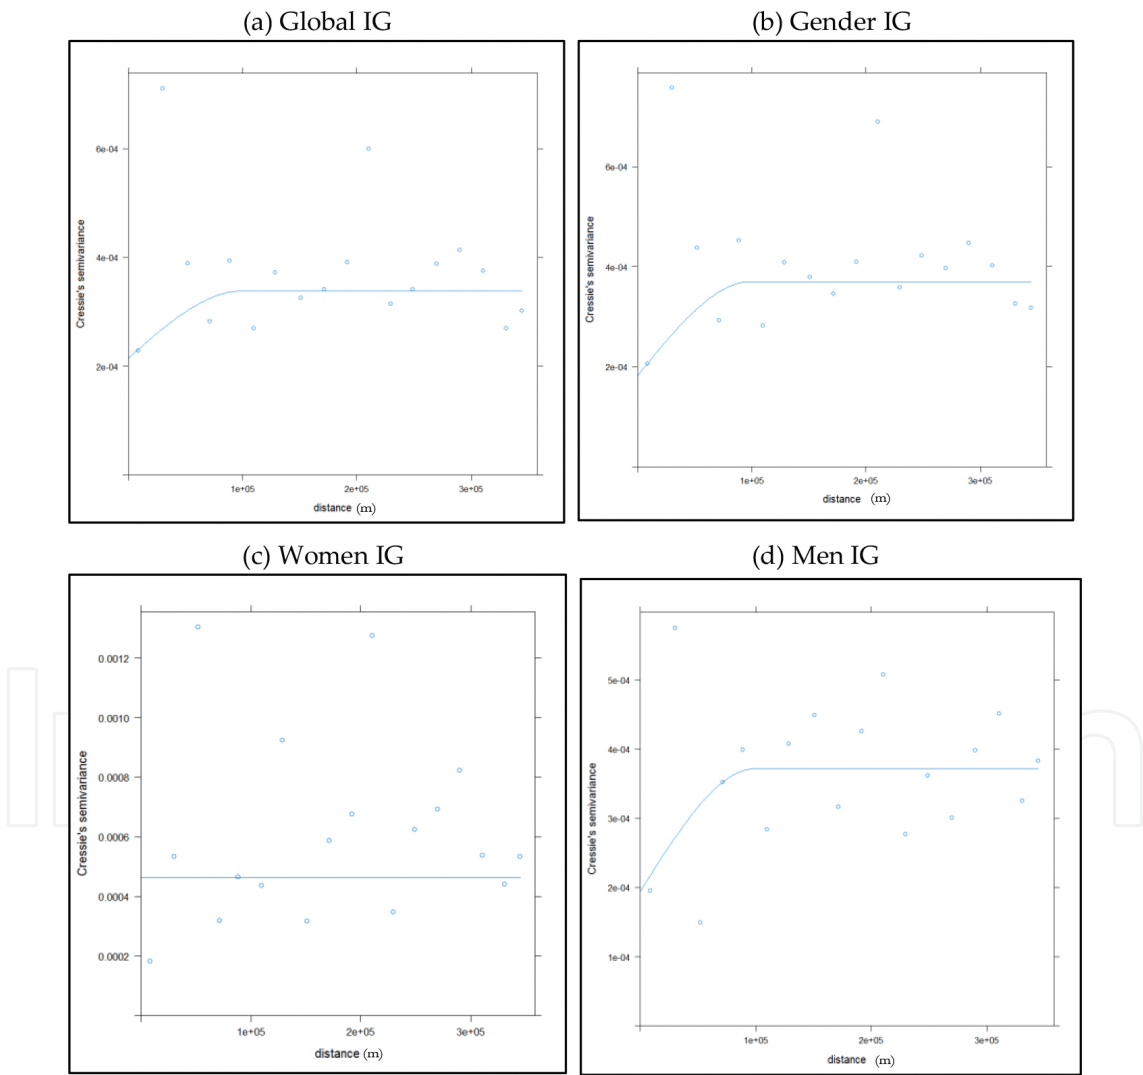 (a) Global IG
(b) Gender IG
6e-04
4e-04
2e-04
Cressie's semivariance
1e+05
2e+05
3e+05
distance (m)
6e-04
4e-04
2e-04
Cressie's semivariance
1e+05
2e+05
3e+05
distance (m)
(c) Women IG
(d) Men IG
0.0012
0.0010
0.0008
0.0006
0.0004
0.0002
Cressie's semivariance
1e+05
2e+05
3e+05
distance (m)
5e-04
4e-04
3e-04
2e-04
1e-04
Cressie's semivariance
1e+05
2e+05
3e+05
distance (m)